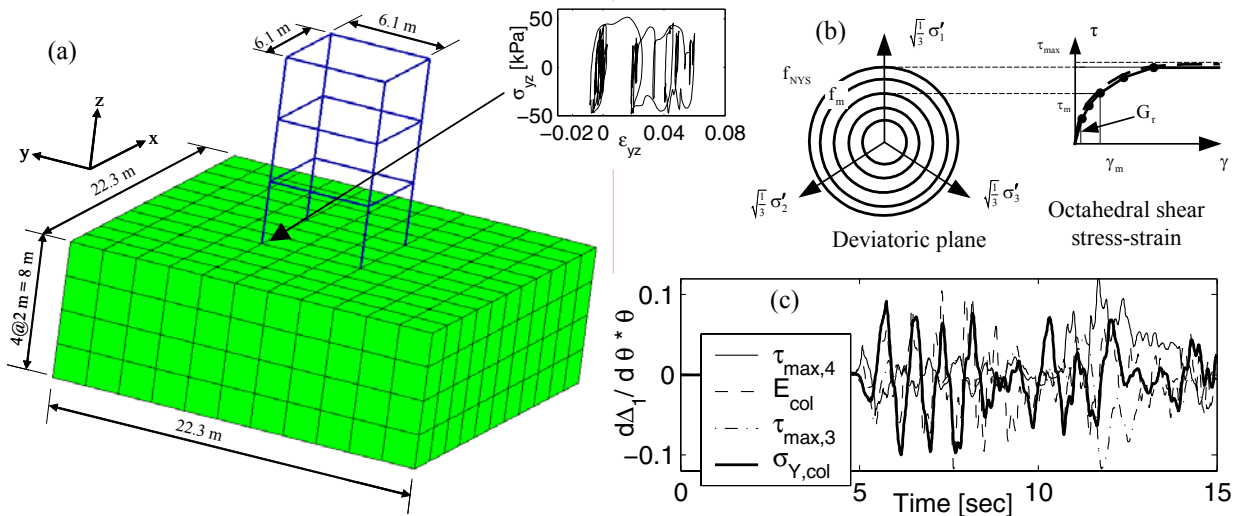 (a)
6.1 m
6.1 m
z
y
x
22.3 m
4@2 m = 8 m
22.3 m
σyz [kPa]
50
0
−50
−0.02
0.04
0.08
εyz
(b)
fNYS
fm
√1/3 σ′1
√1/3 σ′2
√1/3 σ′3
Deviatoric plane
τ
τmax
τm
Gr
γm
γ
Octahedral shear
stress-strain
(c)
dΔ1/ d θ * θ
0.1
0
−0.1
τmax,4
Ecol
τmax,3
σY,col
0
5
10
15
Time [sec]